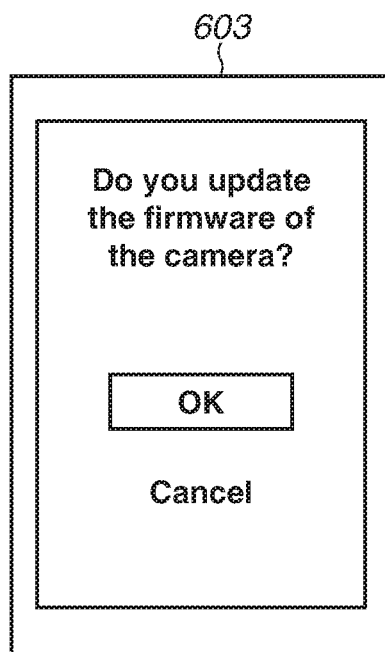 603
Do you update
the firmware of
the camera?
OK
Cancel